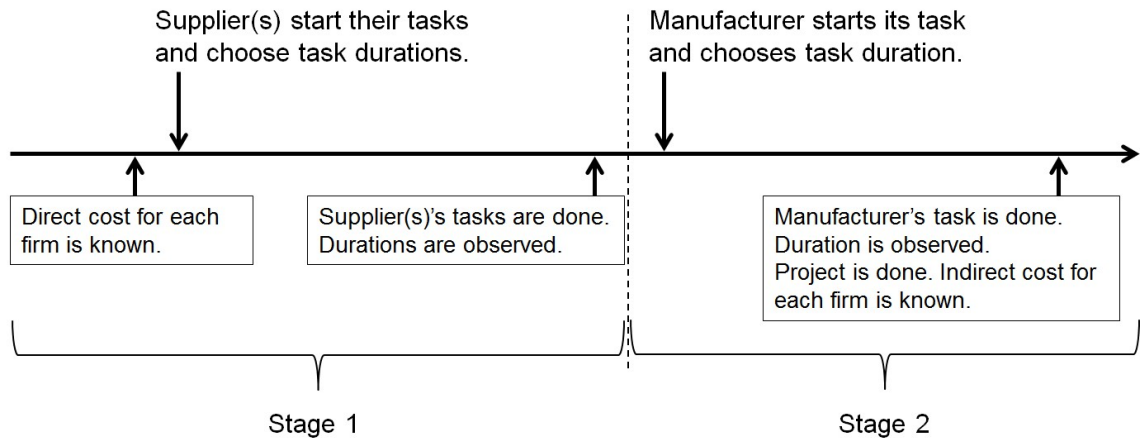 Supplier(s) start their tasks
and choose task durations.
Manufacturer starts its task
and chooses task duration.
Direct cost for each
firm is known.
Supplier(s)'s tasks are done.
Durations are observed.
Manufacturer's task is done.
Duration is observed.
Project is done. Indirect cost for
each firm is known.
Stage 1
Stage 2